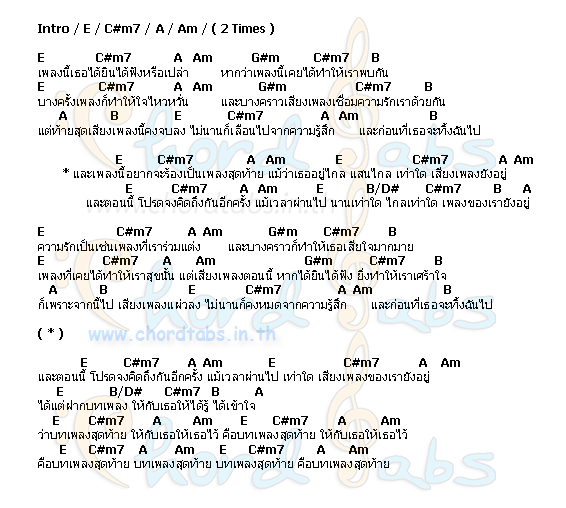 Intro / E / C#m7 / A / Am / ( 2 Times )
E C#m7 A Am G#m C#m7 B
เพลงนี้เธอได้ยินได้ฟังหรือเปล่า หากว่าเพลงนี้เคยได้ทำให้เราพบกัน
E C#m7 A Am G#m C#m7 B
บางครั้งเพลงก็ทำให้ใจไหวหวั่น และบางคราวเสียงเพลงเชื่อมความรักเราด้วยกัน
A B E C#m7 A Am B
แต่ท้ายสุดเสียงเพลงนี้คงจบลง ไม่นานก็เลือนไปจากความรู้สึก และก่อนที่เธอจะทิ้งฉันไป
E C#m7 A Am E C#m7 A Am
* และเพลงนี้อยากจะร้องเป็นเพลงสุดท้าย แม้ว่าเธออยู่ไกล แสนไกล เท่าใด เสียงเพลงยังอยู่
E C#m7 A Am E B/D# C#m7 B A
และตอนนี้ โปรดจงคิดถึงกันอีกครั้ง แม้เวลาผ่านไป นานเท่าใด ไกลเท่าใด เพลงของเรายังอยู่
E C#m7 A Am G#m C#m7 B
ความรักเป็นเช่นเพลงที่เราร่วมแต่ง และบางคราวก็ทำให้เธอเสียใจมากมาย
E C#m7 A Am G#m C#m7 B
เพลงที่เคยได้ทำให้เราสุขนั้น แต่เสียงเพลงตอนนี้ หากได้ยินได้ฟัง ยิ่งทำให้เราเศร้าใจ
A B E C#m7 A Am B
ก็เพราะจากนี้ไป เสียงเพลงแผ่วลง ไม่นานก็คงหมดจากความรู้สึก และก่อนที่เธอจะทิ้งฉันไป
( * )
www.chordtabs.in.th
E C#m7 A Am E C#m7 A Am
และตอนนี้ โปรดจงคิดถึงกันอีกครั้ง แม้เวลาผ่านไป เท่าใด เสียงเพลงของเรายังอยู่
E B/D# C#m7 B A
ได้แต่ฝากบทเพลง ให้กับเธอให้ได้รู้ ได้เข้าใจ
E C#m7 A Am E C#m7 A Am
ว่าบทเพลงสุดท้าย ให้กับเธอให้เธอไว้ คือบทเพลงสุดท้าย ให้กับเธอให้เธอไว้
E C#m7 A Am E C#m7 A Am
คือบทเพลงสุดท้าย บทเพลงสุดท้าย บทเพลงสุดท้าย คือบทเพลงสุดท้าย